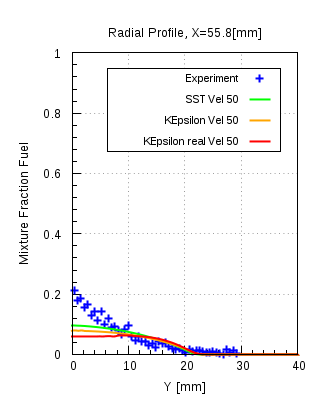 Radial Profile, X=55.8[mm]
1
0.8
0.6
0.4
0.2
0
Mixture Fraction Fuel
Experiment
SST Vel 50
KEpsilon Vel 50
KEpsilon real Vel 50
0 10 20 30 40
Y [mm]